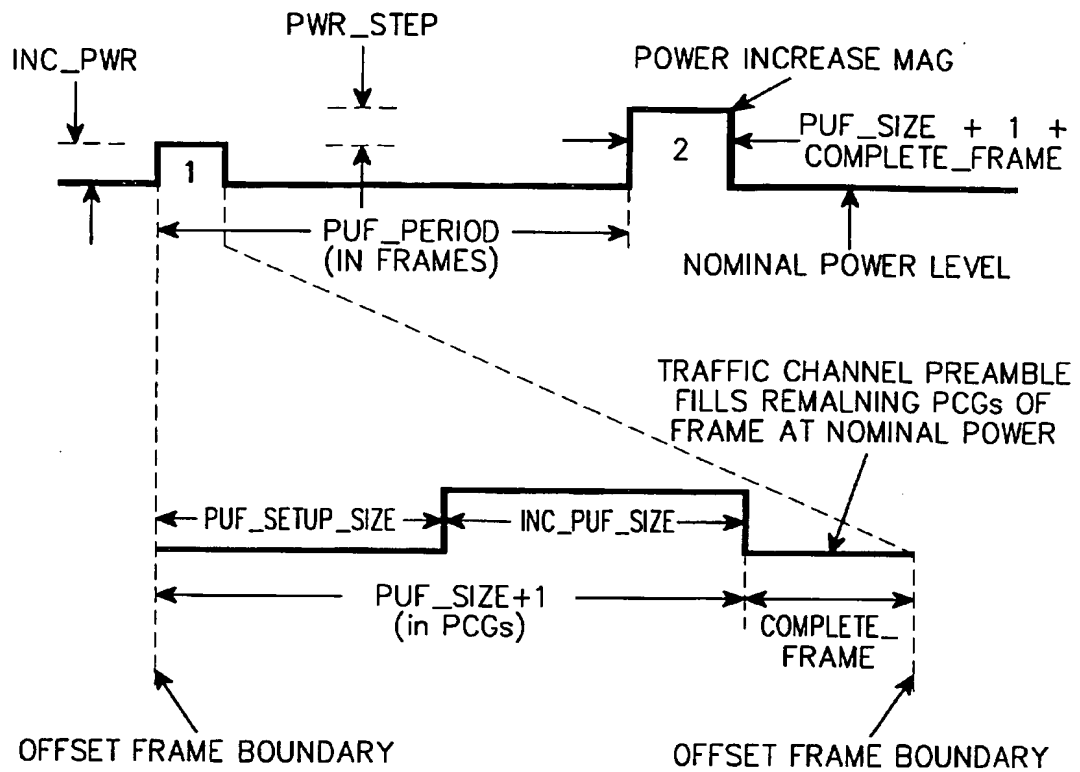 PWR_STEP
INC_PWR
POWER INCREASE MAG
1
2
PUF_SIZE + 1 +
COMPLETE_FRAME
PUF_PERIOD
(IN FRAMES)
NOMINAL POWER LEVEL
TRAFFIC CHANNEL PREAMBLE
FILLS REMALNING PCGs OF
FRAME AT NOMINAL POWER
PUF_SETUP_SIZE
INC_PUF_SIZE
PUF_SIZE+1
(in PCGs)
COMPLETE_
FRAME
OFFSET FRAME BOUNDARY
OFFSET FRAME BOUNDARY